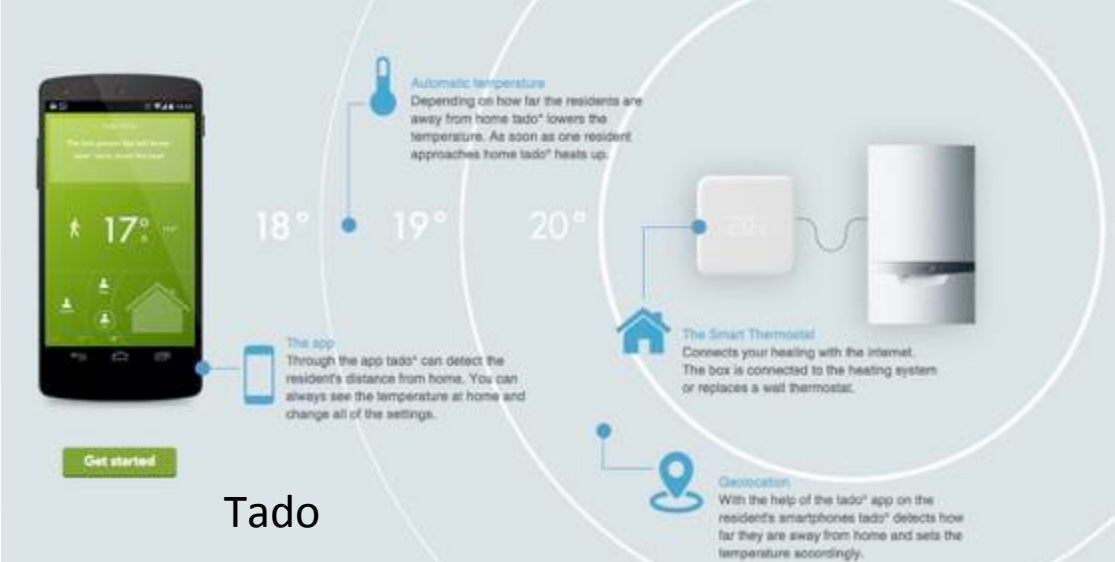 Automatic temperature
Depending on how far the residents are
away from home tado° lowers the
temperature. As soon as one resident
approaches home tado° heats up.
17°
18°
19°
20°
The app
Through the app tado° can detect the
resident's distance from home. You can
always see the temperature at home and
change all of the settings.
The Smart Thermostat
Connects your heating with the internet.
The box is connected to the heating system
or replaces a wall thermostat.
Get started
Geolocation
With the help of the tado° app on the
resident's smartphones tado° detects how
far they are away from home and sets the
temperature accordingly.
Tado